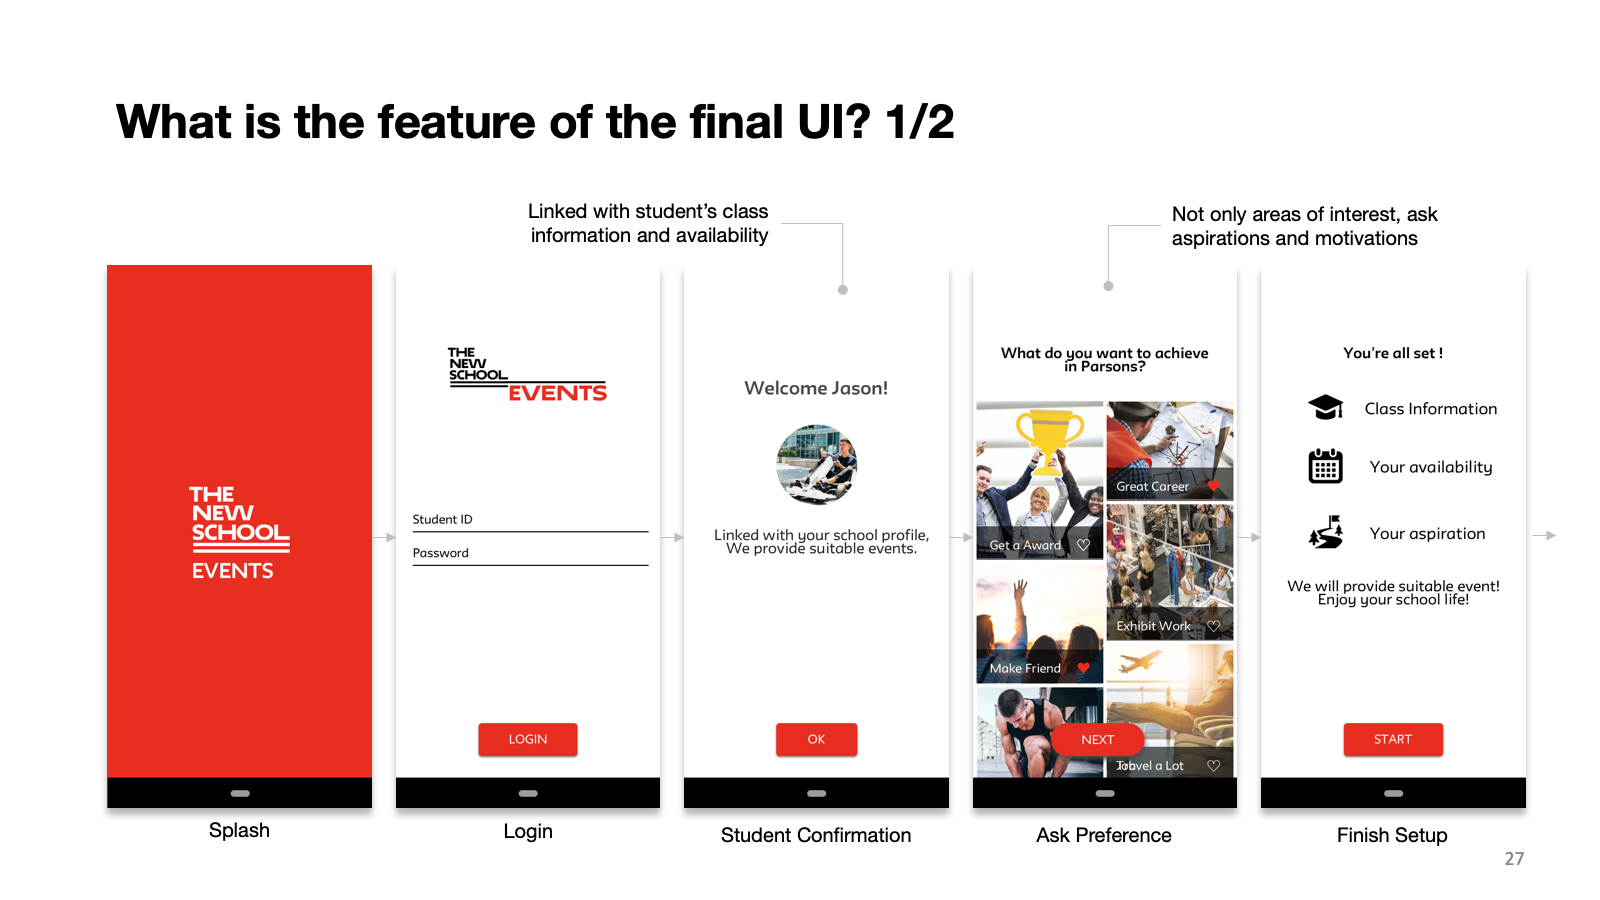 What is the feature of the final UI? 1/2
Linked with student's class
information and availability
Not only areas of interest, ask
aspirations and motivations
THE
NEW
SCHOOL
EVENTS
Splash
THE
NEW
SCHOOL
EVENTS
Student ID
Password
LOGIN
Login
Welcome Jason!
Linked with your school profile,
We provide suitable events.
OK
Student Confirmation
What do you want to achieve
in Parsons?
Get a Award
Great Career
Exhibit Work
Make Friend
NEXT
Travel a Lot
Ask Preference
You're all set !
Class Information
Your availability
Your aspiration
We will provide suitable event!
Enjoy your school life!
START
Finish Setup
27